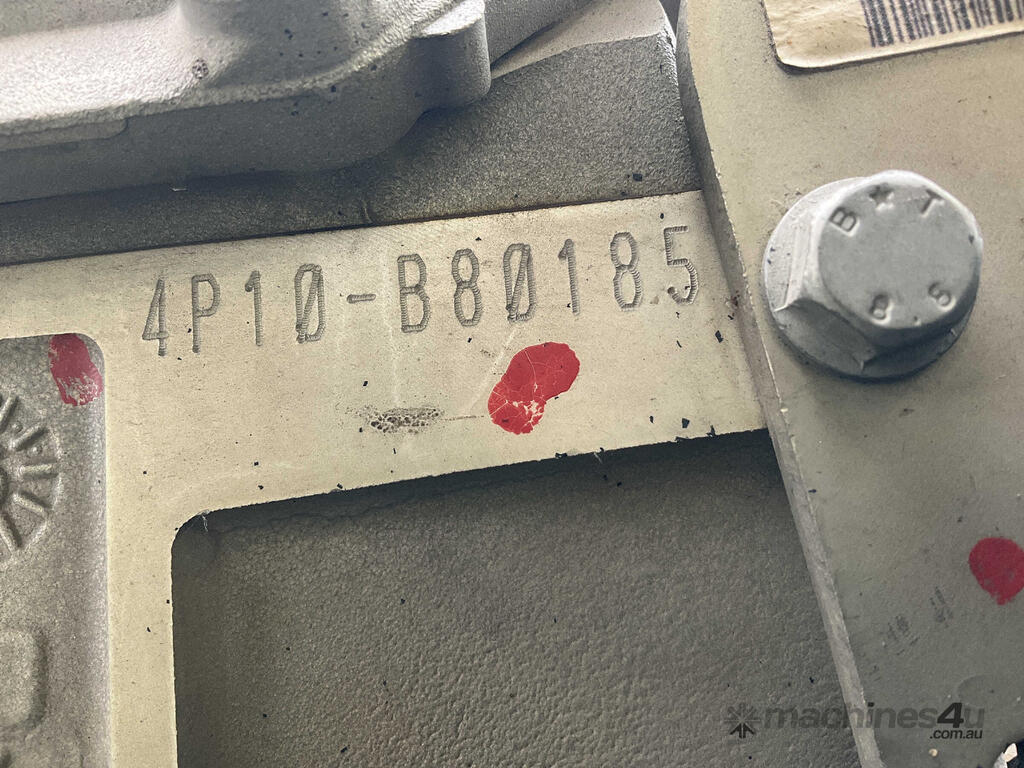 4P10-B80185
B * T
8 8
machines4u
.com.au